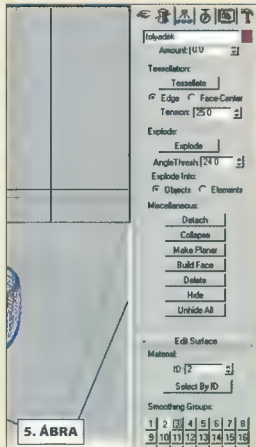 folyadek
Amount: 0.0
Tessellation:
Tessellate
Edge Face-Center
Tension: 25.0
Explode:
Explode
AngleThresh: 24.0
Explode Into:
Objects Elements
Miscellaneous:
Detach
Collapse
Make Planar
Build Face
Delete
Hide
Unhide All
- Edit Surface
Material:
ID: 2
Select By ID
Smoothing Groups:
1 2 3 4 5 6 7 8
9 10 11 12 13 14 15 16
5. ÁBRA